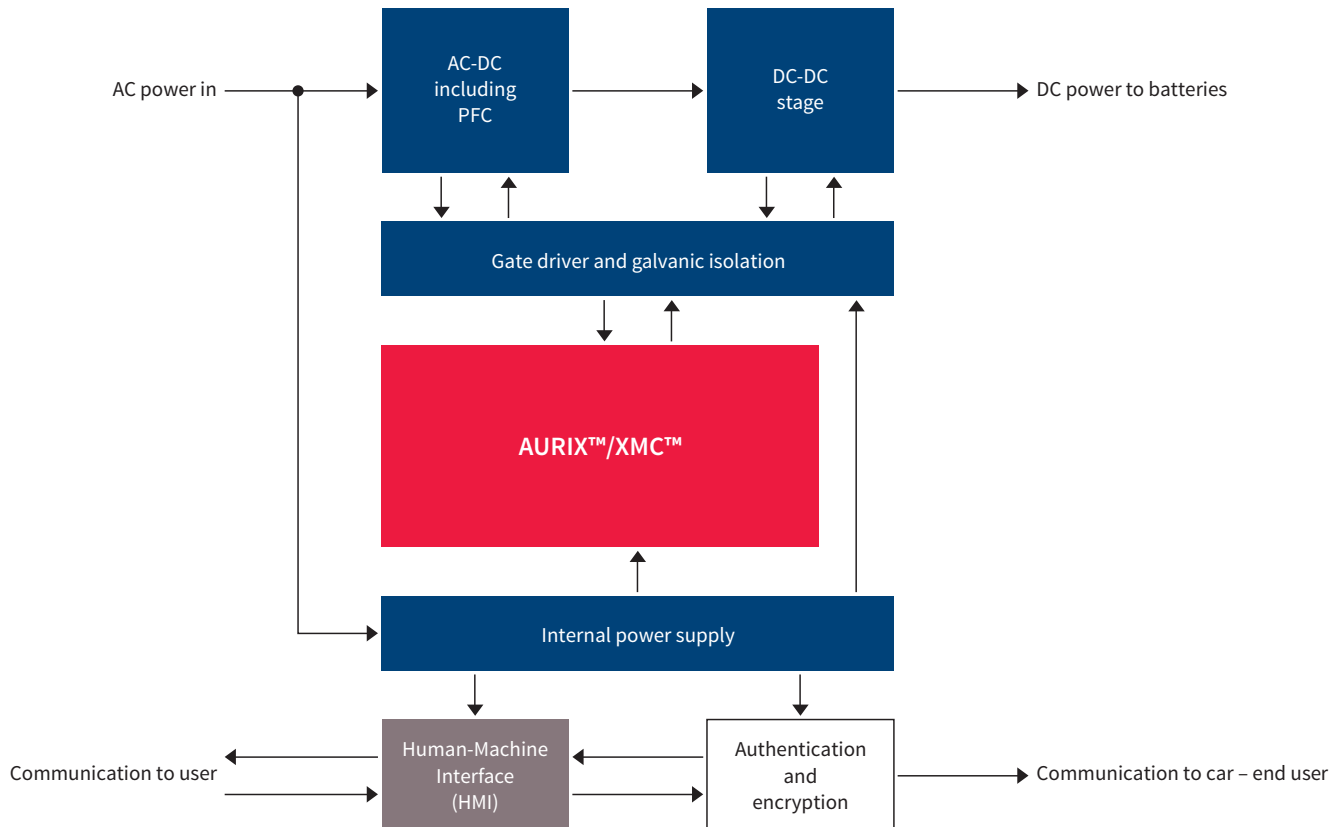 AC power in
AC-DC
including
PFC
DC-DC
stage
DC power to batteries
Gate driver and galvanic isolation
AURIX™/XMC™
Internal power supply
Communication to user
Human-Machine
Interface
(HMI)
Authentication
and
encryption
Communication to car – end user